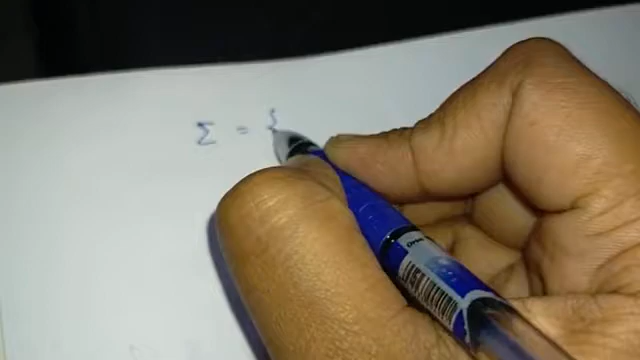 Σ = {